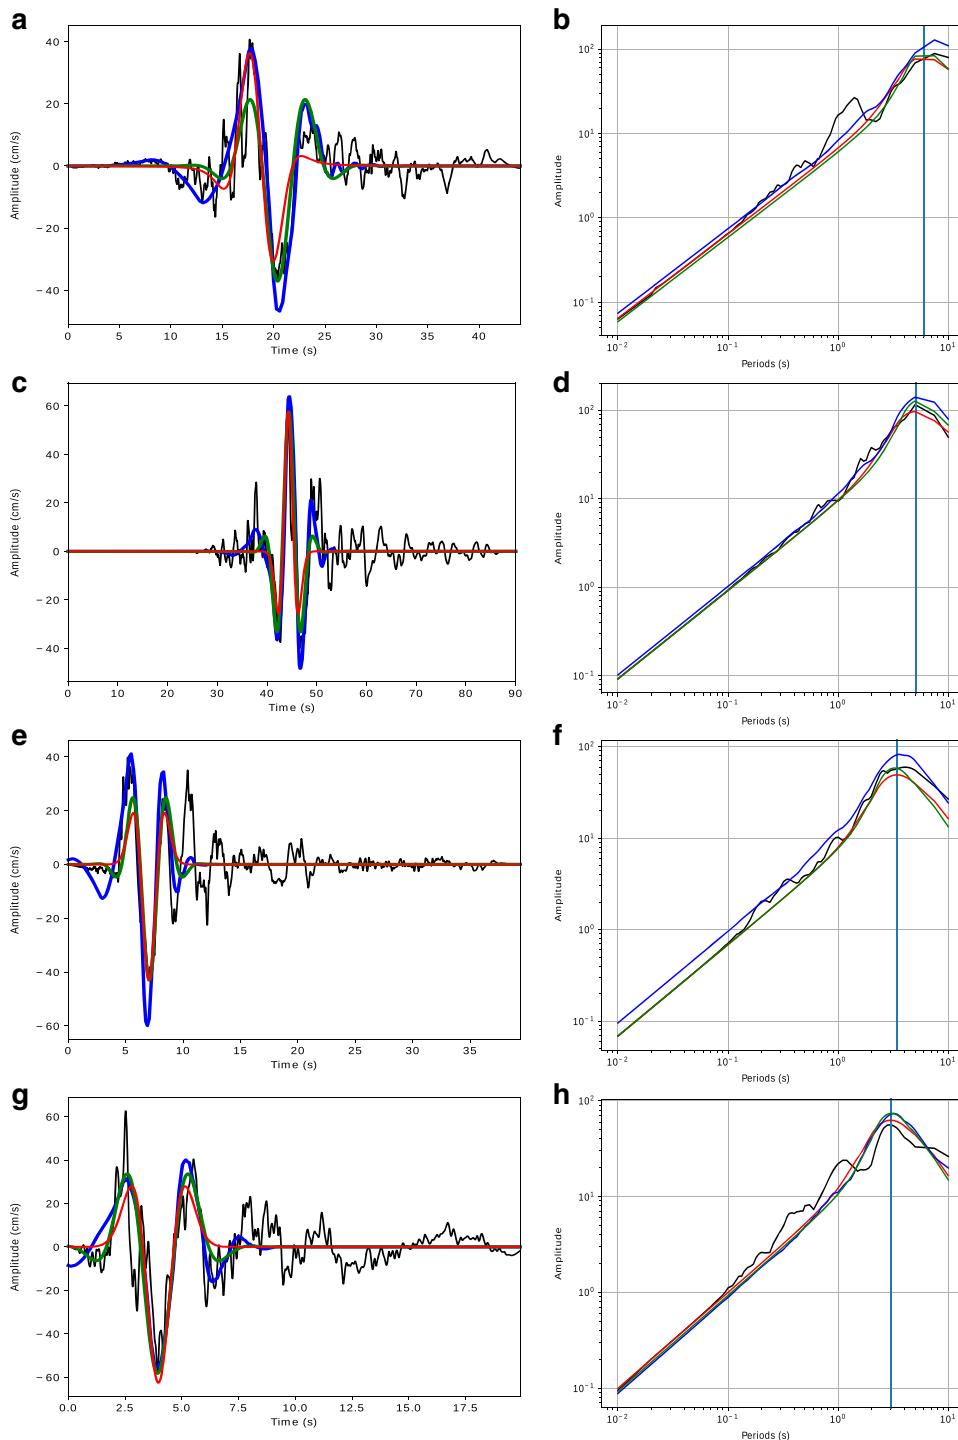 a
40
20
0
−20
−40
Amplitude (cm/s)
0 5 10 15 20 25 30 35 40
Time (s)
b
10²
10¹
10⁰
10⁻¹
Amplitude
10⁻² 10⁻¹ 10⁰ 10¹
Periods (s)
c
60
40
20
0
−20
−40
Amplitude (cm/s)
0 10 20 30 40 50 60 70 80 90
Time (s)
d
10²
10¹
10⁰
10⁻¹
Amplitude
10⁻² 10⁻¹ 10⁰ 10¹
Periods (s)
e
40
20
0
−20
−40
−60
Amplitude (cm/s)
0 5 10 15 20 25 30 35
Time (s)
f
10²
10¹
10⁰
10⁻¹
Amplitude
10⁻² 10⁻¹ 10⁰ 10¹
Periods (s)
g
60
40
20
0
−20
−40
−60
Amplitude (cm/s)
0.0 2.5 5.0 7.5 10.0 12.5 15.0 17.5
Time (s)
h
10²
10¹
10⁰
10⁻¹
Amplitude
10⁻² 10⁻¹ 10⁰ 10¹
Periods (s)